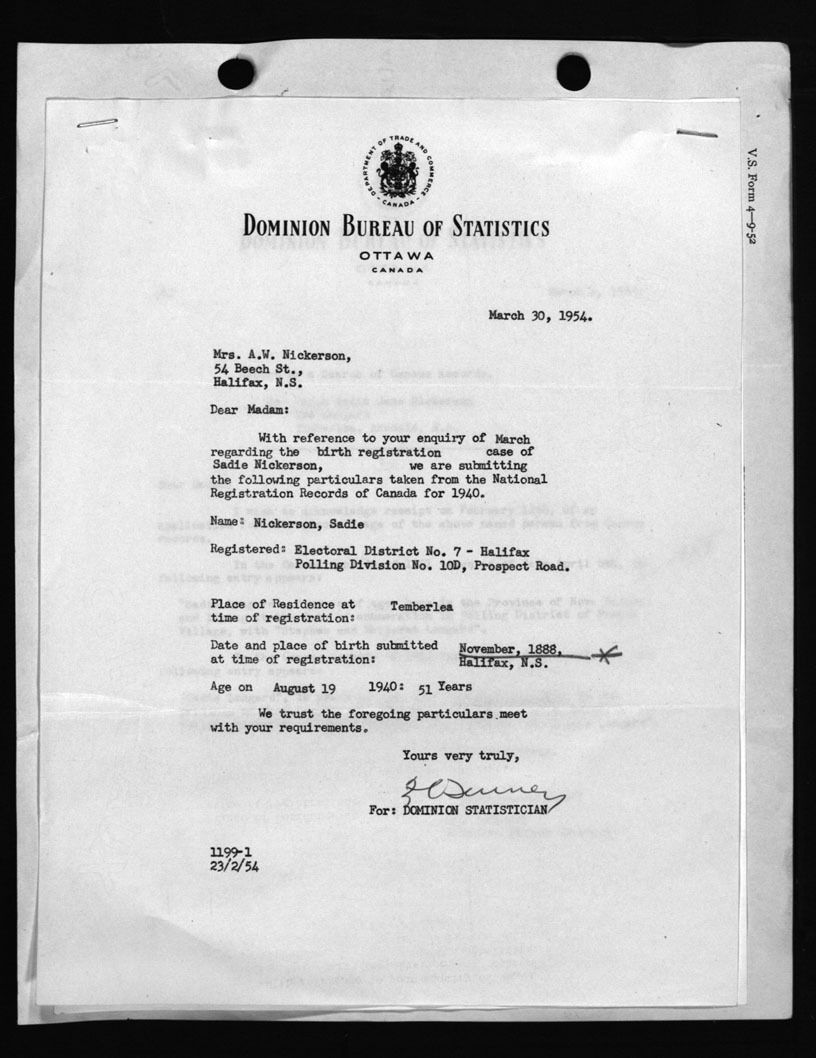 DEPARTMENT OF TRADE AND COMMERCE
- CANADA -
DOMINION BUREAU OF STATISTICS
OTTAWA
CANADA
V.S. Form 4—9-52
March 30, 1954.
Mrs. A.W. Nickerson,
54 Beech St.,
Halifax, N.S.
Dear Madam:
With reference to your enquiry of March
regarding the birth registration case of
Sadie Nickerson, we are submitting
the following particulars taken from the National
Registration Records of Canada for 1940.
Name: Nickerson, Sadie
Registered: Electoral District No. 7 - Halifax
Polling Division No. 10D, Prospect Road.
Place of Residence at Temberlea
time of registration:
Date and place of birth submitted November, 1888,
at time of registration: Halifax, N.S.
Age on August 19 1940: 51 Years
We trust the foregoing particulars meet
with your requirements.
Yours very truly,
For: DOMINION STATISTICIAN
1199-1
23/2/54